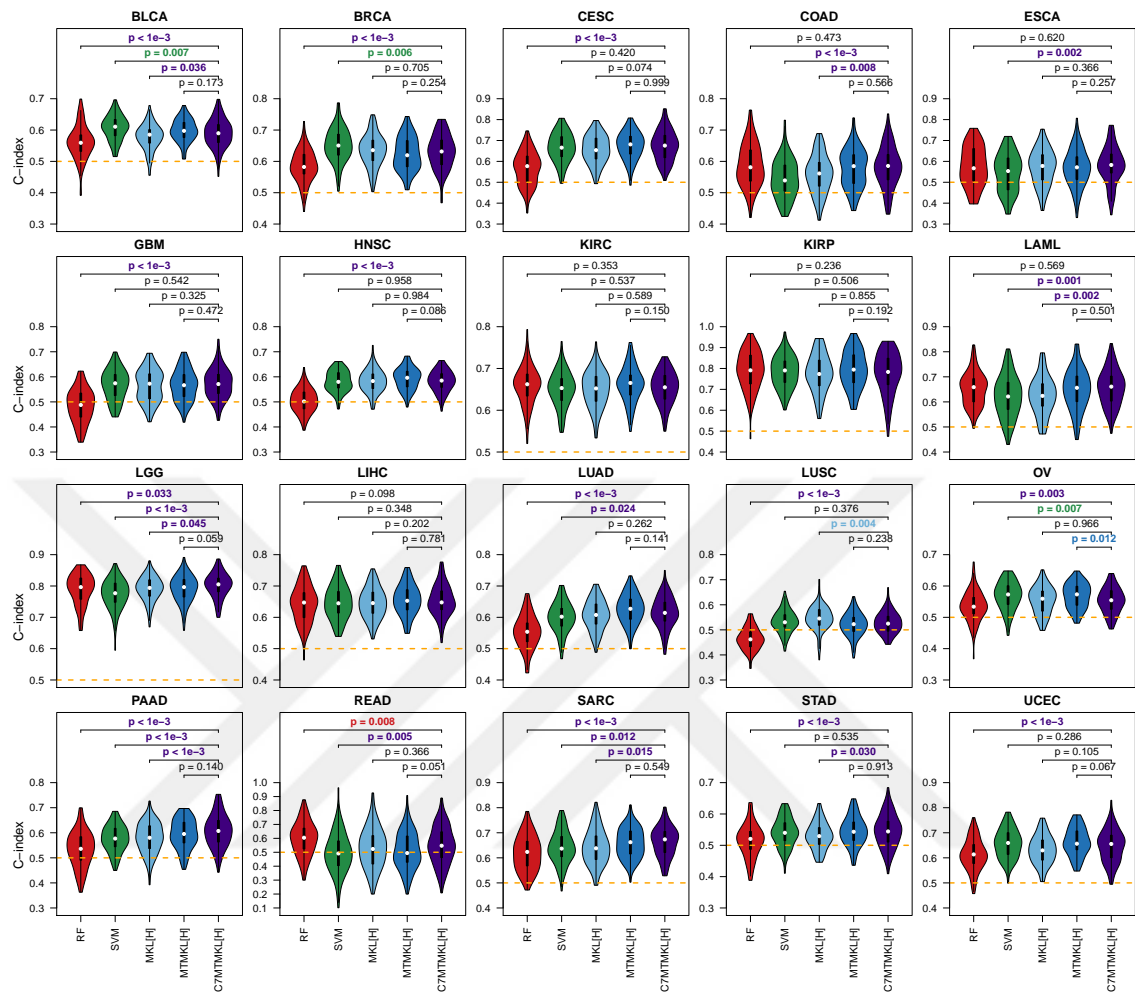 BLCA BRCA CESC COAD ESCA
p < 1e−3 p < 1e−3 p < 1e−3 p = 0.473 p = 0.620
p = 0.007 p = 0.006 p = 0.420 p < 1e−3 p = 0.002
p = 0.036 p = 0.705 p = 0.074 p = 0.008 p = 0.366
p = 0.173 p = 0.254 p = 0.999 p = 0.566 p = 0.257
C−index
0.7 0.6 0.5 0.4 0.3
0.8 0.7 0.6 0.5 0.4
0.9 0.8 0.7 0.6 0.5 0.4 0.3
0.8 0.7 0.6 0.5 0.4
0.9 0.8 0.7 0.6 0.5 0.4 0.3
GBM HNSC KIRC KIRP LAML
p < 1e−3 p < 1e−3 p = 0.353 p = 0.236 p = 0.569
p = 0.542 p = 0.958 p = 0.537 p = 0.506 p = 0.001
p = 0.325 p = 0.984 p = 0.589 p = 0.855 p = 0.002
p = 0.472 p = 0.086 p = 0.150 p = 0.192 p = 0.501
C−index
0.8 0.7 0.6 0.5 0.4 0.3
0.8 0.7 0.6 0.5 0.4 0.3
0.8 0.7 0.6 0.5
1.0 0.9 0.8 0.7 0.6 0.5 0.4
0.9 0.8 0.7 0.6 0.5 0.4
LGG LIHC LUAD LUSC OV
p = 0.033 p = 0.098 p < 1e−3 p < 1e−3 p = 0.003
p < 1e−3 p = 0.348 p = 0.024 p = 0.376 p = 0.007
p = 0.045 p = 0.202 p = 0.262 p = 0.004 p = 0.966
p = 0.059 p = 0.781 p = 0.141 p = 0.238 p = 0.012
C−index
0.9 0.8 0.7 0.6 0.5
0.8 0.7 0.6 0.5
0.8 0.7 0.6 0.5 0.4
0.8 0.7 0.6 0.5 0.4 0.3
0.7 0.6 0.5 0.4 0.3
PAAD READ SARC STAD UCEC
p < 1e−3 p = 0.008 p < 1e−3 p < 1e−3 p < 1e−3
p < 1e−3 p = 0.005 p = 0.012 p = 0.535 p = 0.286
p < 1e−3 p = 0.366 p = 0.015 p = 0.030 p = 0.105
p = 0.140 p = 0.051 p = 0.549 p = 0.913 p = 0.067
C−index
0.8 0.7 0.6 0.5 0.4 0.3
1.0 0.9 0.8 0.7 0.6 0.5 0.4 0.3 0.2 0.1
0.9 0.8 0.7 0.6 0.5 0.4
0.7 0.6 0.5 0.4 0.3
0.9 0.8 0.7 0.6 0.5 0.4
RF SVM MKL[H] MTMKL[H] C7MTMKL[H]
RF SVM MKL[H] MTMKL[H] C7MTMKL[H]
RF SVM MKL[H] MTMKL[H] C7MTMKL[H]
RF SVM MKL[H] MTMKL[H] C7MTMKL[H]
RF SVM MKL[H] MTMKL[H] C7MTMKL[H]